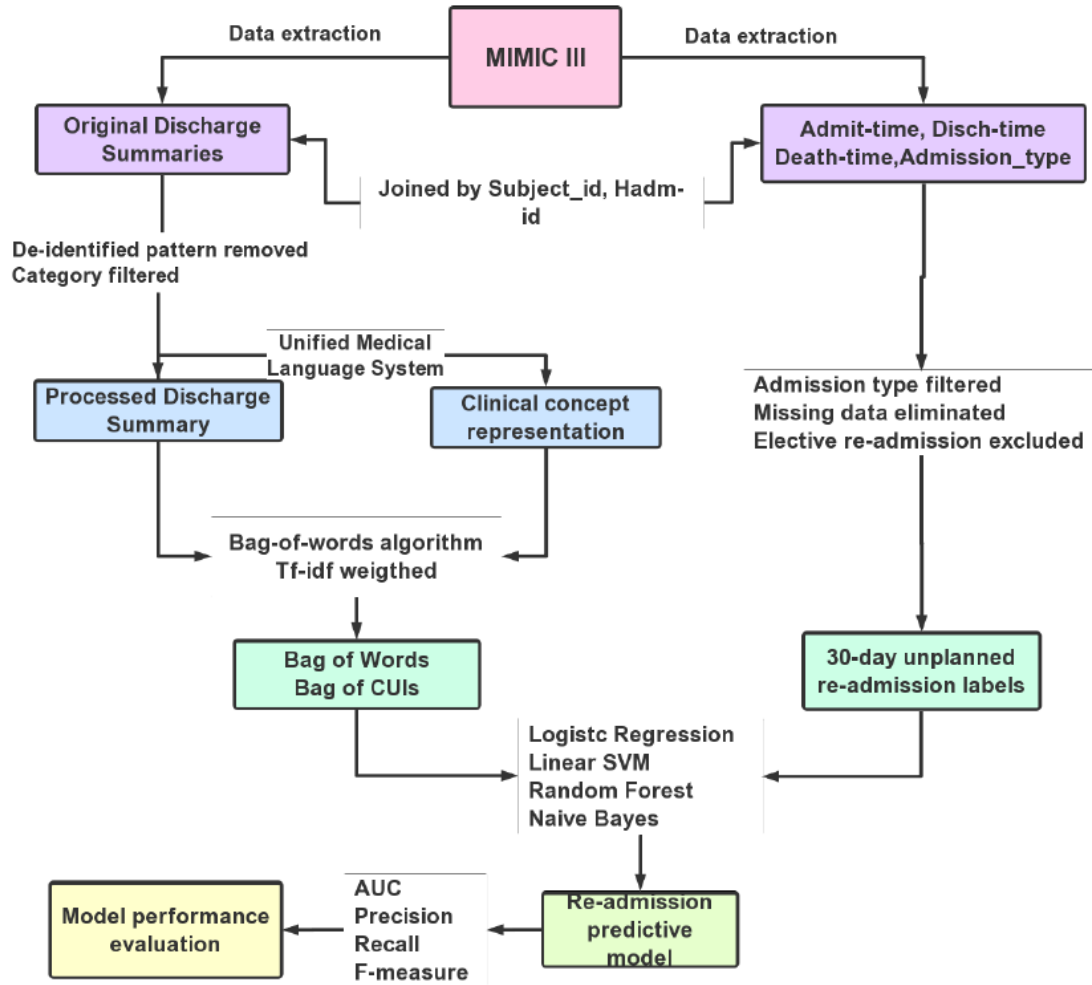 Data extraction
MIMIC III
Data extraction
Original Discharge
Summaries
Admit-time, Disch-time
Death-time,Admission_type
Joined by Subject_id, Hadm-
id
De-identified pattern removed
Category filtered
Unified Medical
Language System
Processed Discharge
Summary
Clinical concept
representation
Admission type filtered
Missing data eliminated
Elective re-admission excluded
Bag-of-words algorithm
Tf-idf weigthed
Bag of Words
Bag of CUIs
30-day unplanned
re-admission labels
Logistc Regression
Linear SVM
Random Forest
Naive Bayes
Re-admission
predictive
model
AUC
Precision
Recall
F-measure
Model performance
evaluation